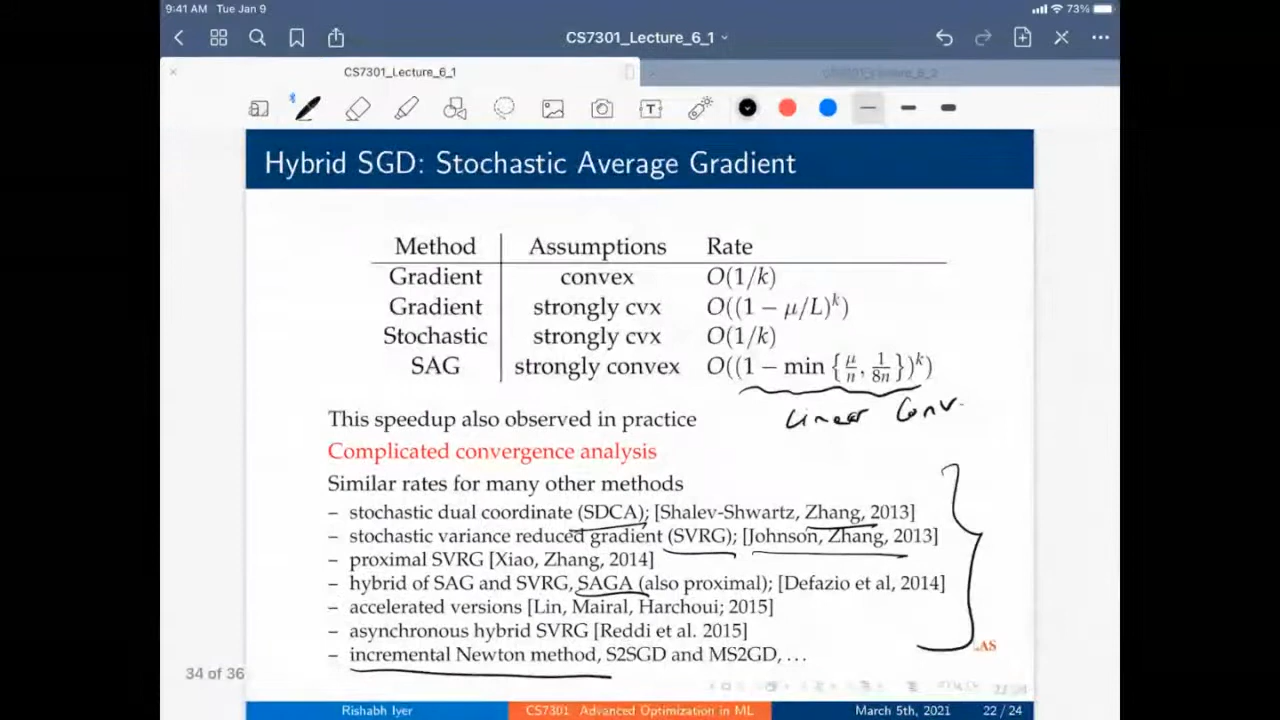 9:41 AM Tue Jan 9
73%
CS7301_Lecture_6_1
CS7301_Lecture_6_1
Hybrid SGD: Stochastic Average Gradient
Method Assumptions Rate
Gradient convex O(1/k)
Gradient strongly cvx O((1 − μ/L)^k)
Stochastic strongly cvx O(1/k)
SAG strongly convex O((1 − min {μ/n, 1/8n})^k)
Linear Conv.
This speedup also observed in practice
Complicated convergence analysis
Similar rates for many other methods
– stochastic dual coordinate (SDCA); [Shalev-Shwartz, Zhang, 2013]
– stochastic variance reduced gradient (SVRG); [Johnson, Zhang, 2013]
– proximal SVRG [Xiao, Zhang, 2014]
– hybrid of SAG and SVRG, SAGA (also proximal); [Defazio et al, 2014]
– accelerated versions [Lin, Mairal, Harchoui; 2015]
– asynchronous hybrid SVRG [Reddi et al. 2015]
– incremental Newton method, S2SGD and MS2GD, ...
34 of 36
Rishabh Iyer CS7301: Advanced Optimization in ML March 5th, 2021 22 / 24